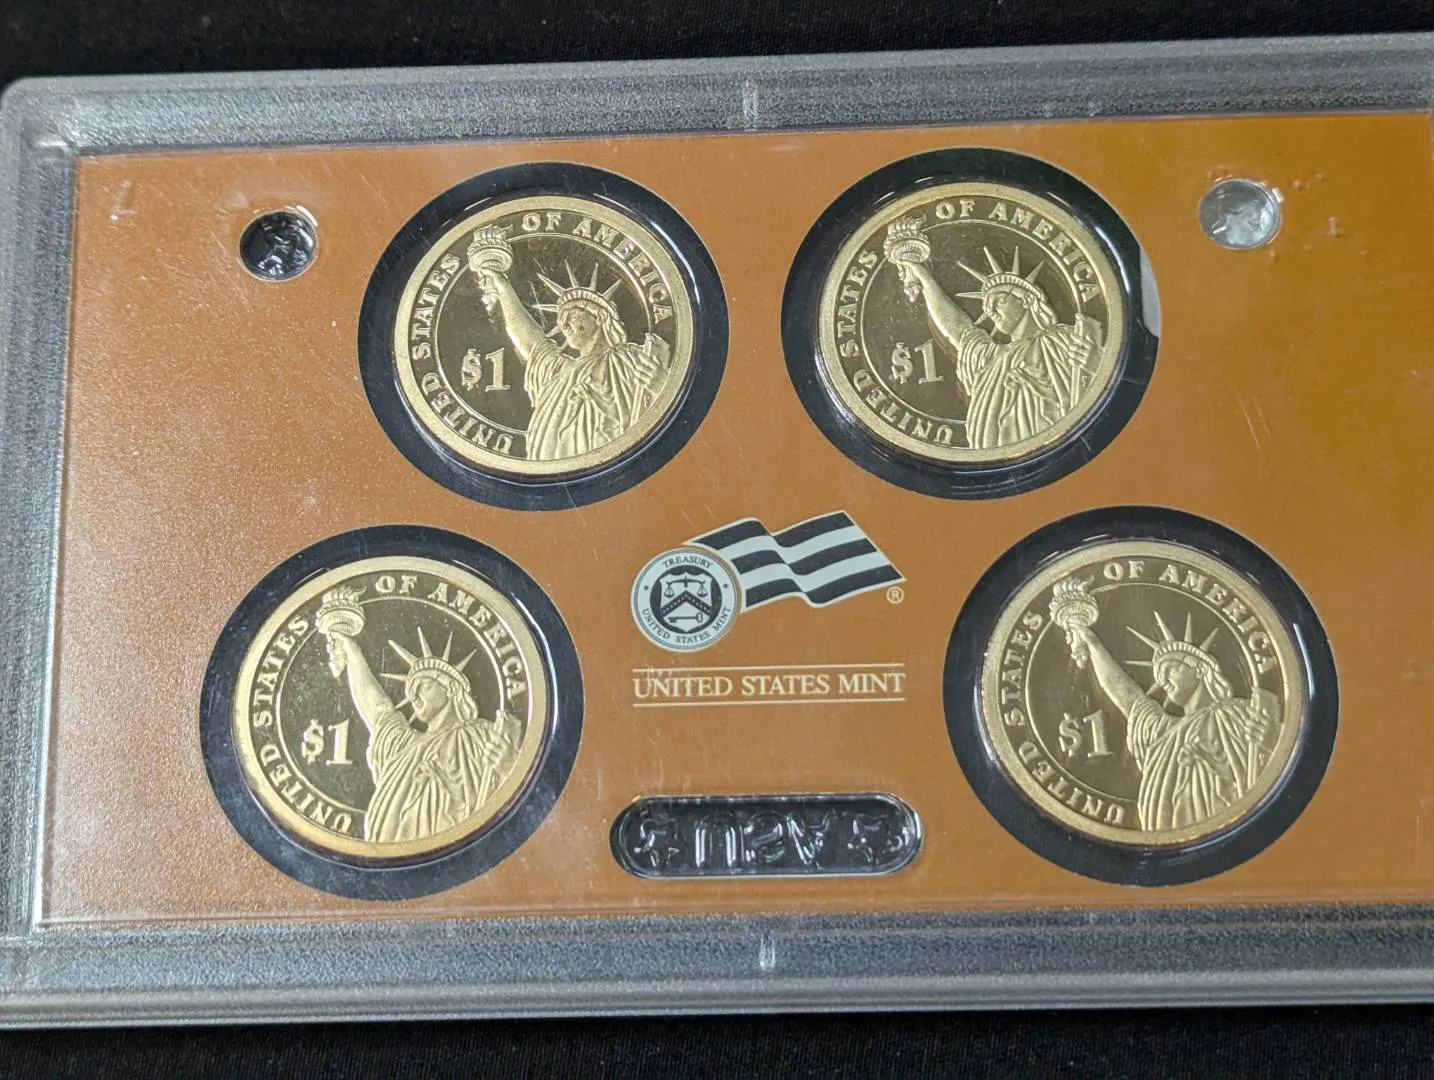 UNITED STATES OF AMERICA
$1
UNITED STATES OF AMERICA
$1
TREASURY
UNITED STATES MINT
®
UNITED STATES MINT
UNITED STATES OF AMERICA
$1
UNITED STATES OF AMERICA
$1